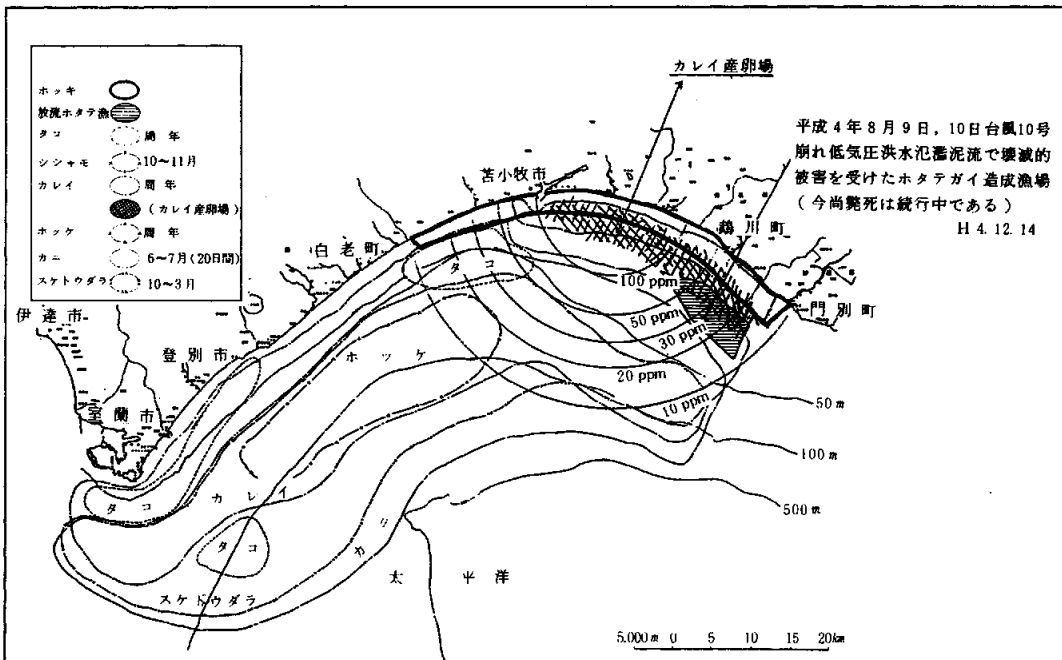 ホッキ
放流ホタテ漁
タコ 周年
シシャモ 10～11月
カレイ 周年
(カレイ産卵場)
ホッケ 周年
カニ 6～7月(20日間)
スケトウダラ 10～3月
カレイ産卵場
平成4年8月9日，10日台風10号
崩れ低気圧洪水氾濫泥流で壊滅的
被害を受けたホタテガイ造成漁場
(今尚斃死は続行中である)
H 4.12.14
苫小牧市
鵡川町
門別町
白老町
伊達市
登別市
室蘭市
タコ
100 ppm
50 ppm
30 ppm
20 ppm
10 ppm
ホッケ
50 m
100 m
500 m
タコ
カレイ
タコ
カニ
スケトウダラ
太平洋
5.000m 0 5 10 15 20km